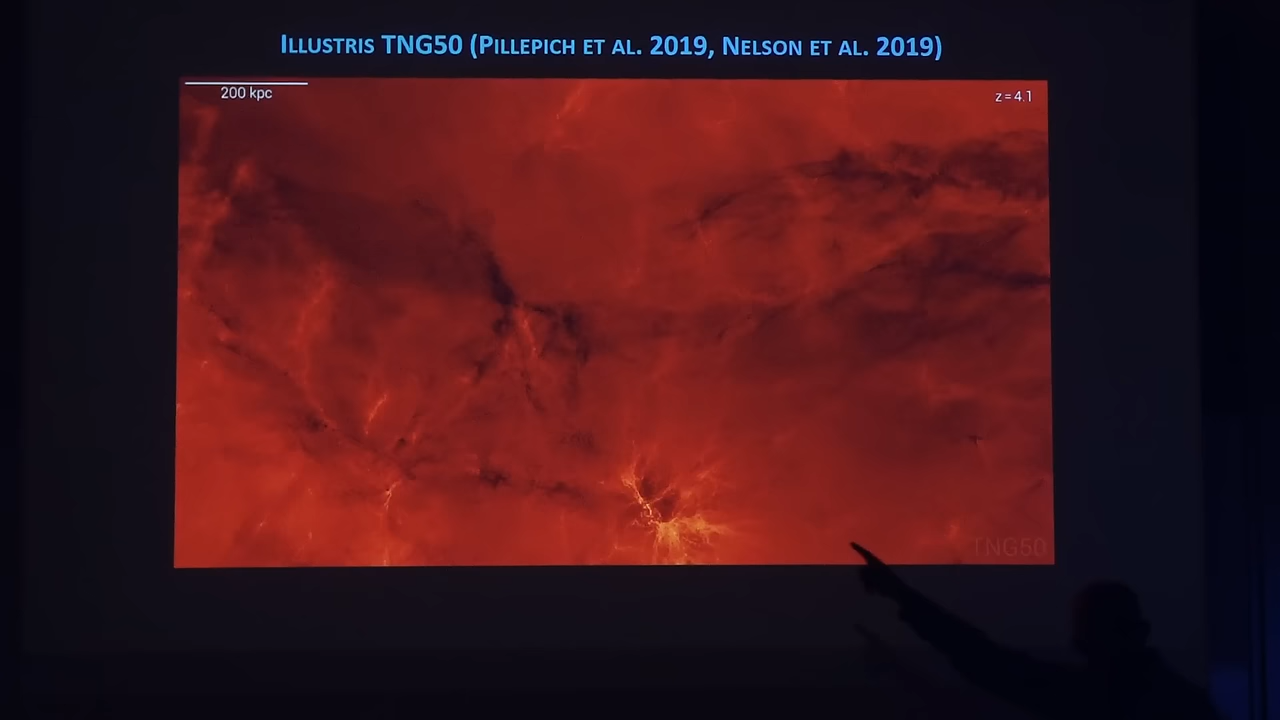 ILLUSTRIS TNG50 (PILLEPICH ET AL. 2019, NELSON ET AL. 2019)
200 kpc
z = 4.1
TNG50